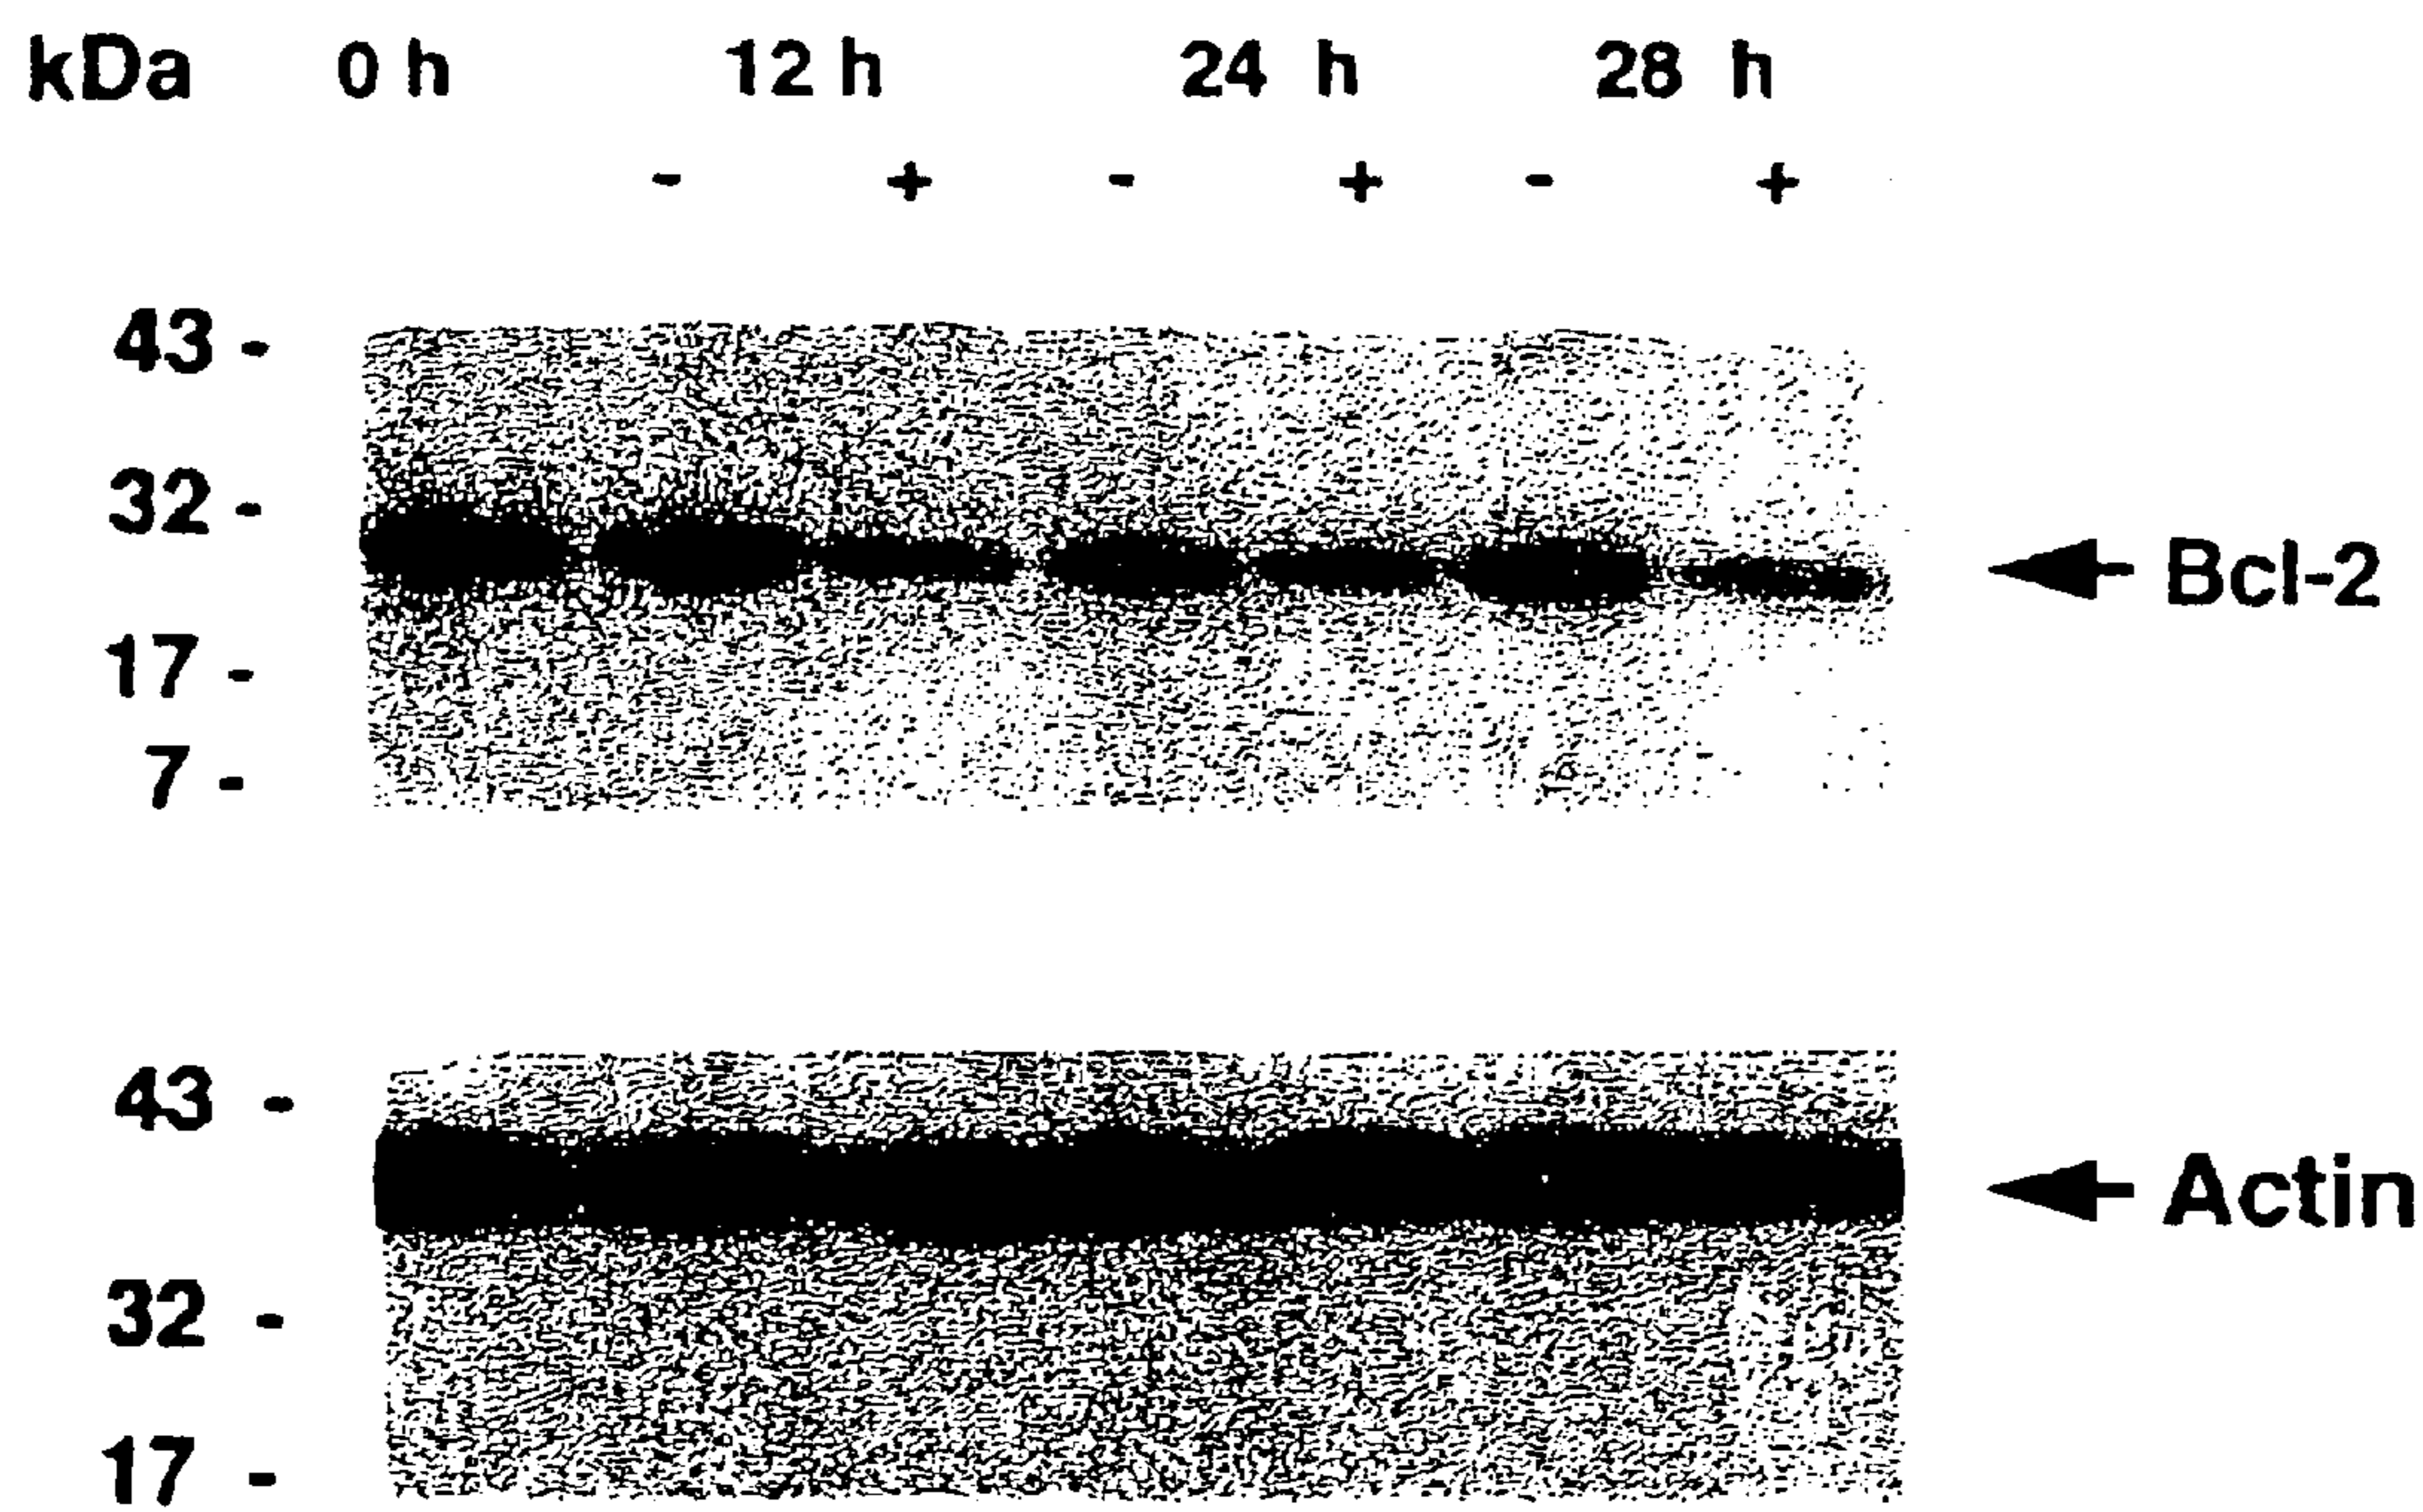 kDa 0 h 12 h 24 h 28 h
- + - + - +
43 -
32 -
Bcl-2
17 -
7 -
43 -
Actin
32 -
17 -